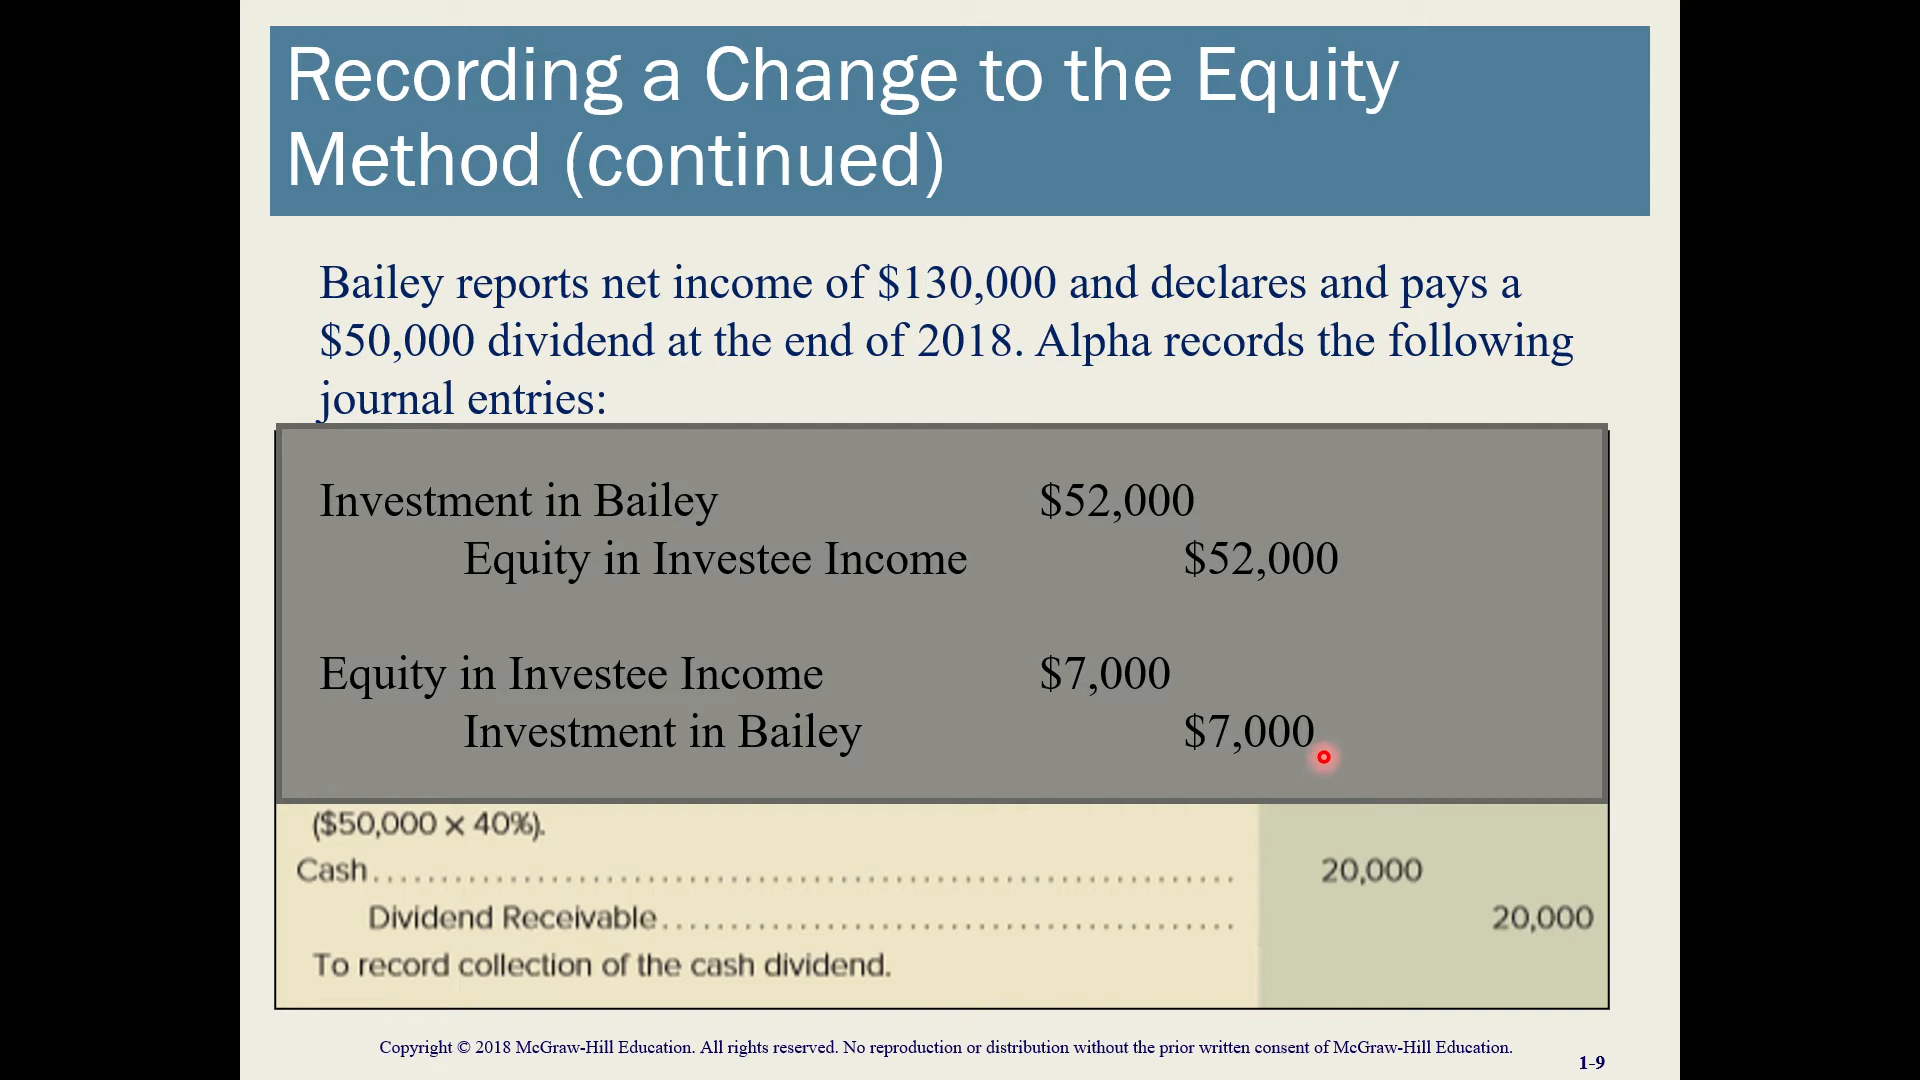 Recording a Change to the Equity
Method (continued)
Bailey reports net income of $130,000 and declares and pays a
$50,000 dividend at the end of 2018. Alpha records the following
journal entries:
Investment in Bailey $52,000
Equity in Investee Income $52,000
Equity in Investee Income $7,000
Investment in Bailey $7,000
($50,000 × 40%).
Cash 20,000
Dividend Receivable 20,000
To record collection of the cash dividend.
Copyright © 2018 McGraw-Hill Education. All rights reserved. No reproduction or distribution without the prior written consent of McGraw-Hill Education.
1-9